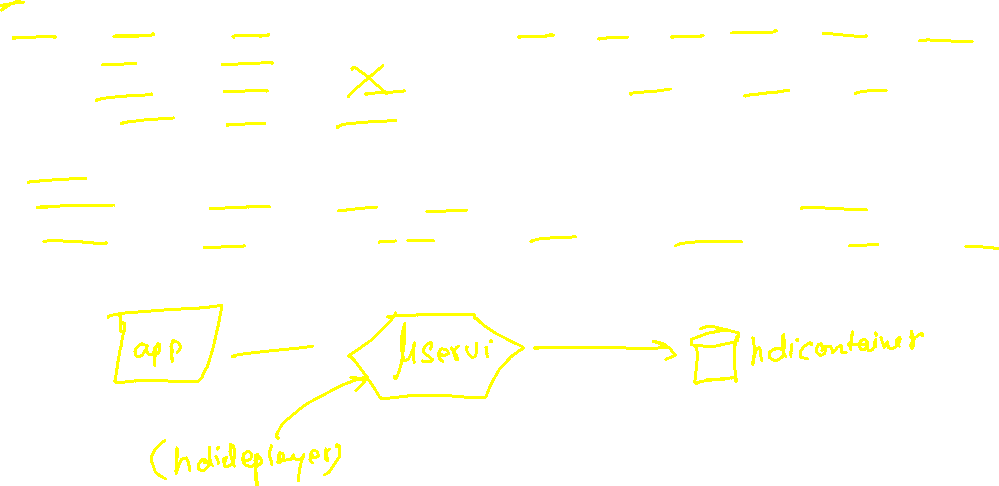 app
μservi
hdicontainer
(hdideployer)